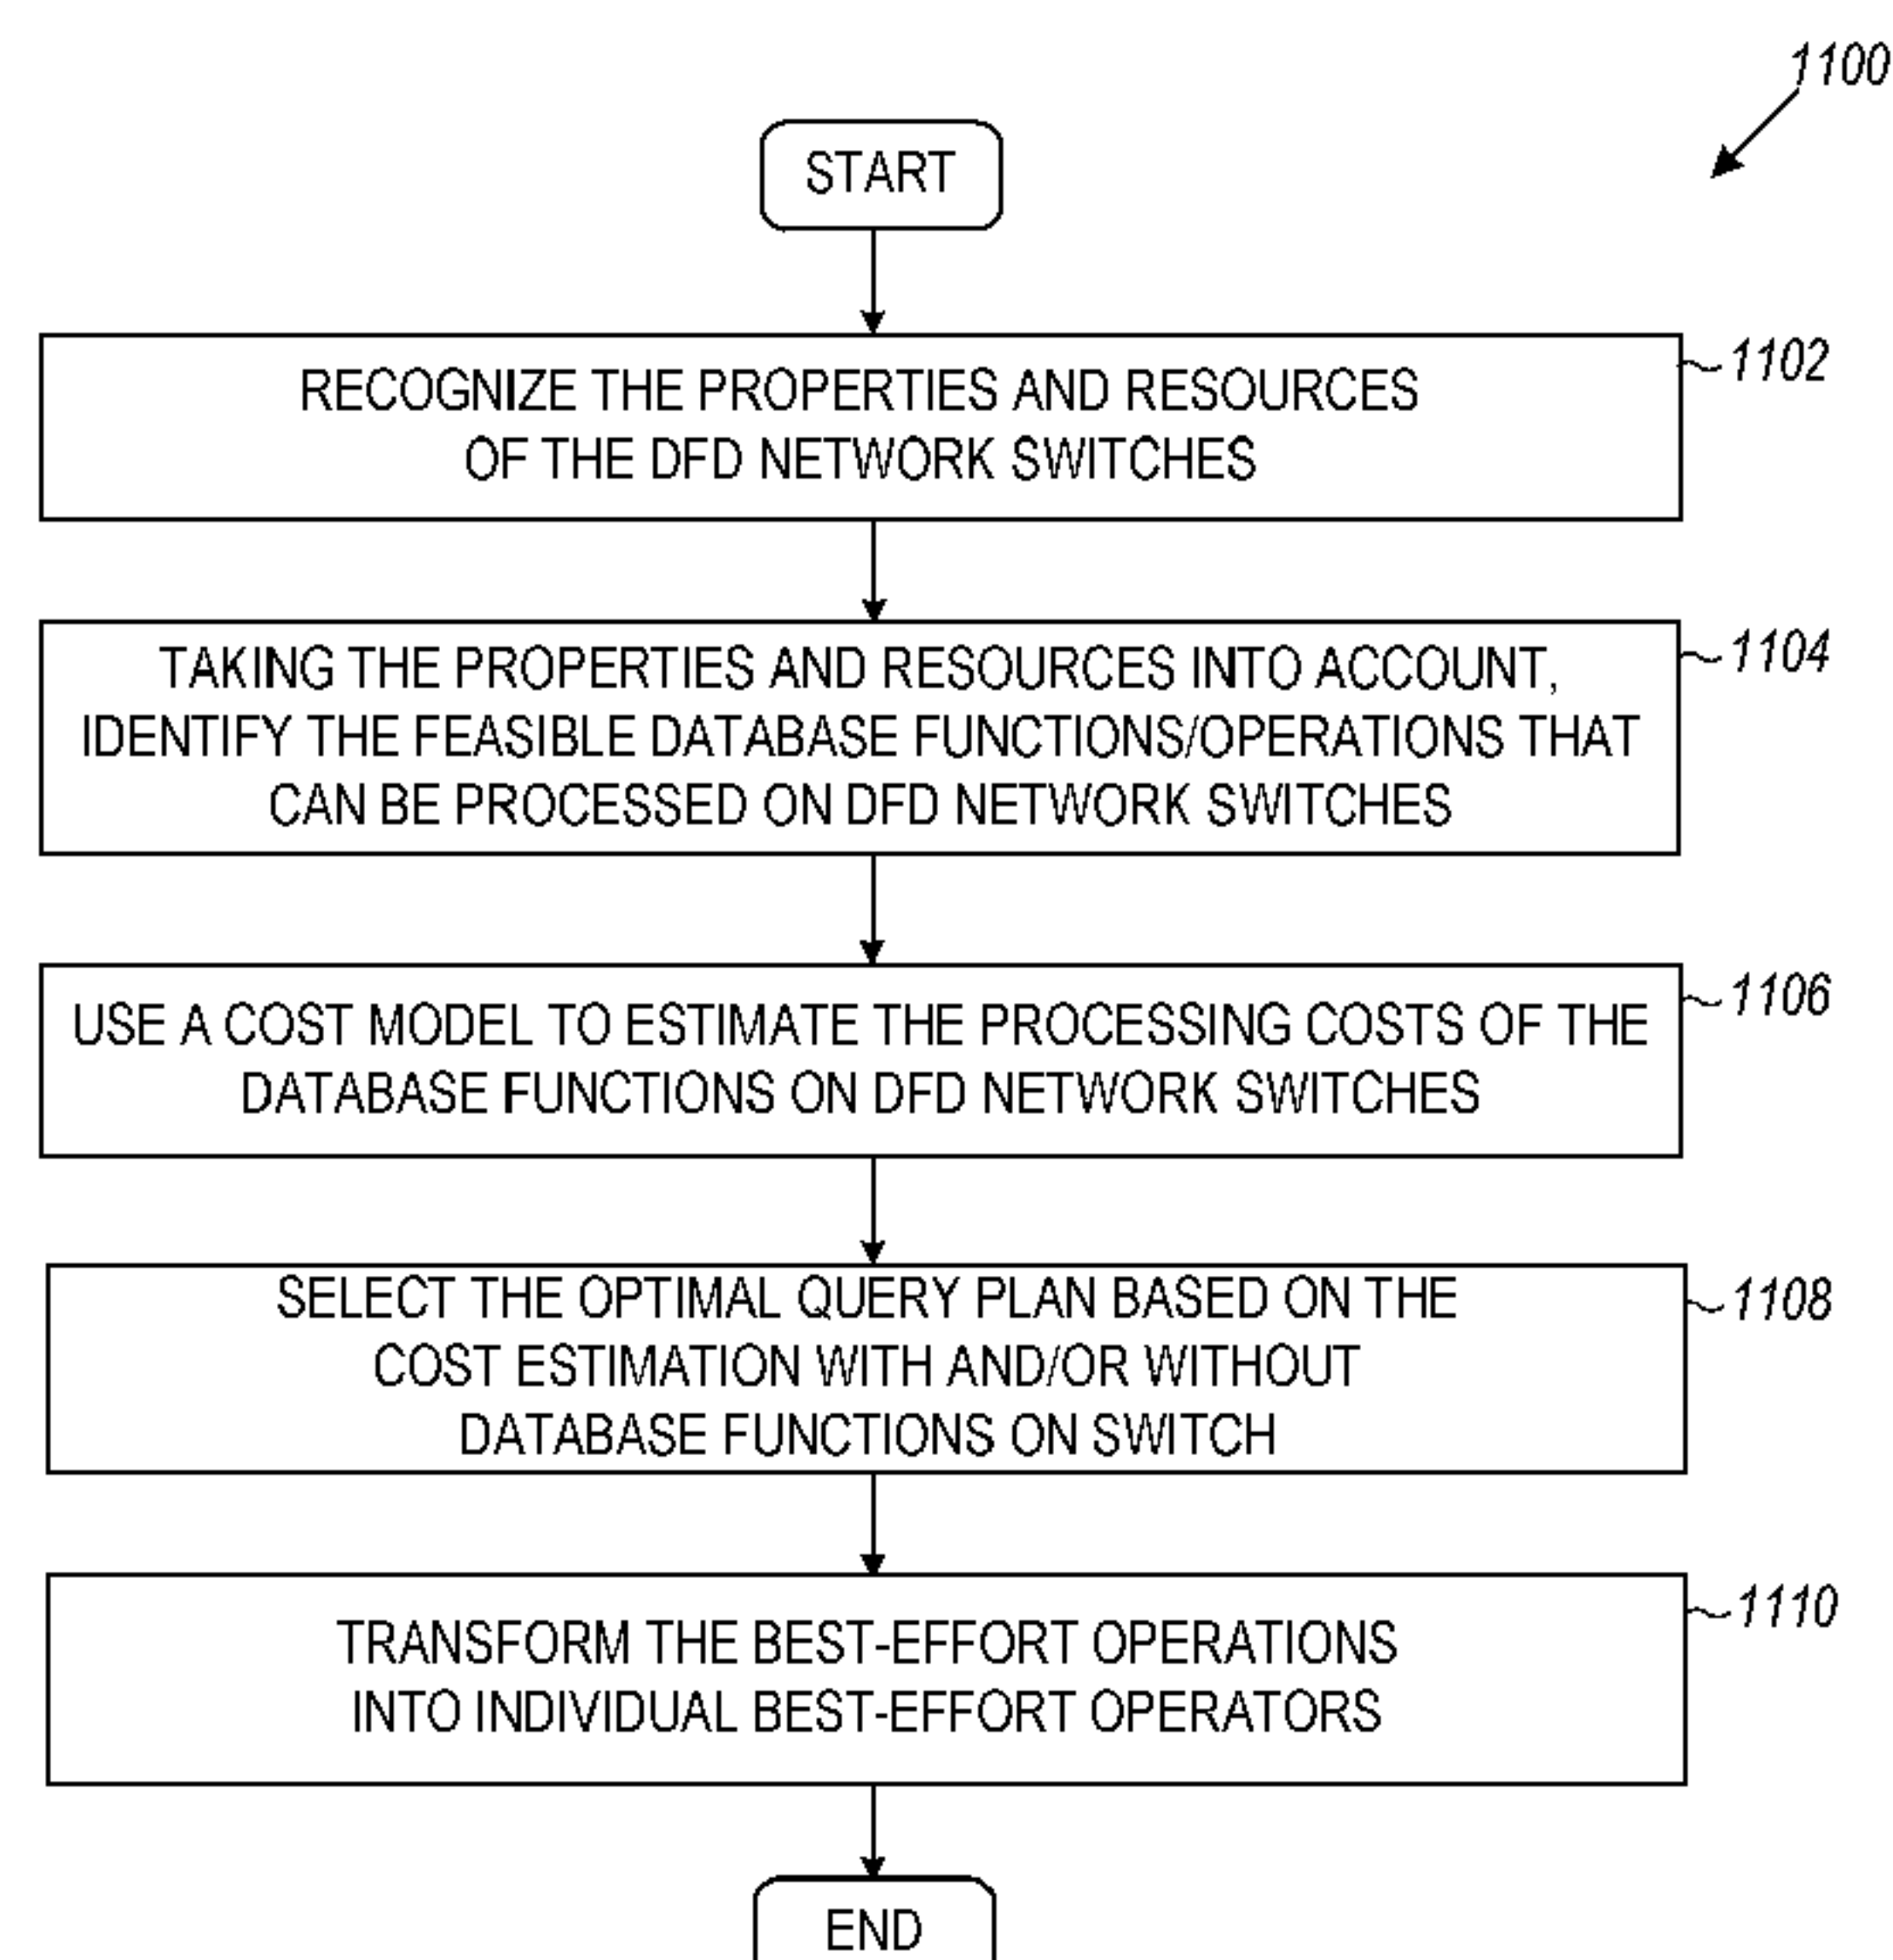 1100
START
RECOGNIZE THE PROPERTIES AND RESOURCES
OF THE DFD NETWORK SWITCHES
1102
TAKING THE PROPERTIES AND RESOURCES INTO ACCOUNT,
IDENTIFY THE FEASIBLE DATABASE FUNCTIONS/OPERATIONS THAT
CAN BE PROCESSED ON DFD NETWORK SWITCHES
1104
USE A COST MODEL TO ESTIMATE THE PROCESSING COSTS OF THE
DATABASE FUNCTIONS ON DFD NETWORK SWITCHES
1106
SELECT THE OPTIMAL QUERY PLAN BASED ON THE
COST ESTIMATION WITH AND/OR WITHOUT
DATABASE FUNCTIONS ON SWITCH
1108
TRANSFORM THE BEST-EFFORT OPERATIONS
INTO INDIVIDUAL BEST-EFFORT OPERATORS
1110
END